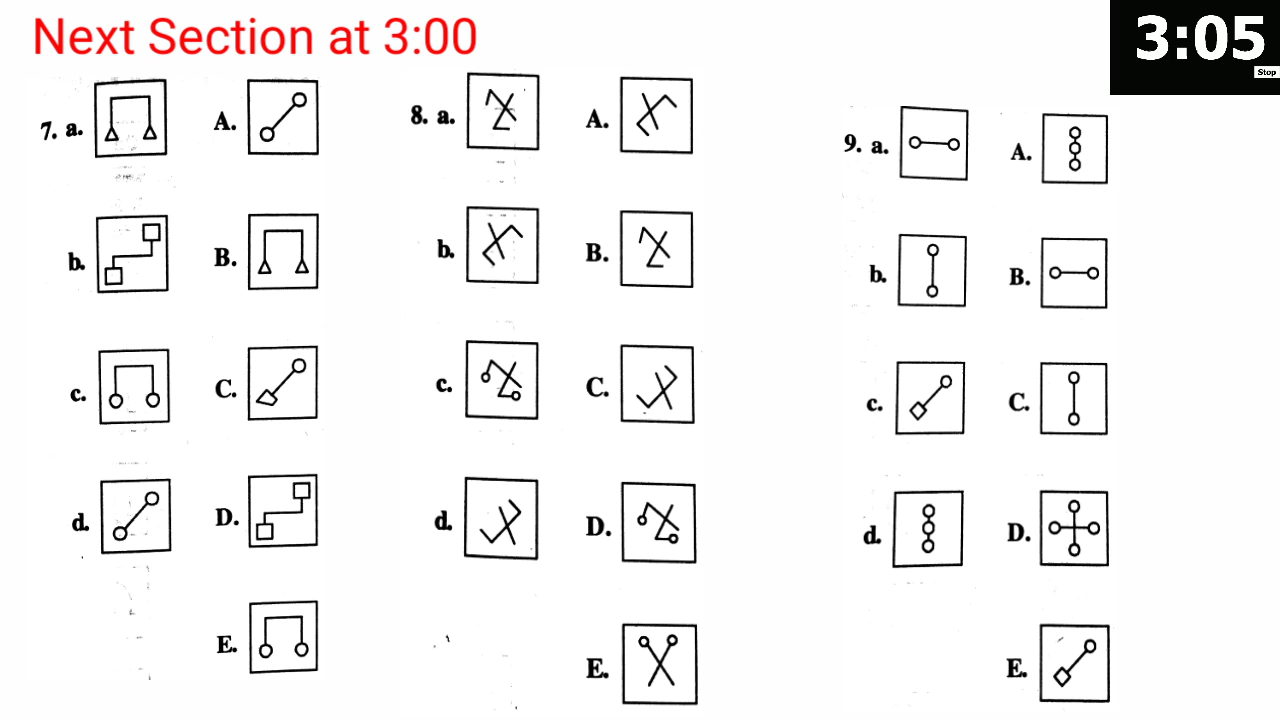 Next Section at 3:00
3:05
Stop
7. a.
A.
b.
B.
c.
C.
d.
D.
E.
8. a.
A.
b.
B.
c.
C.
d.
D.
E.
9. a.
A.
b.
B.
c.
C.
d.
D.
E.